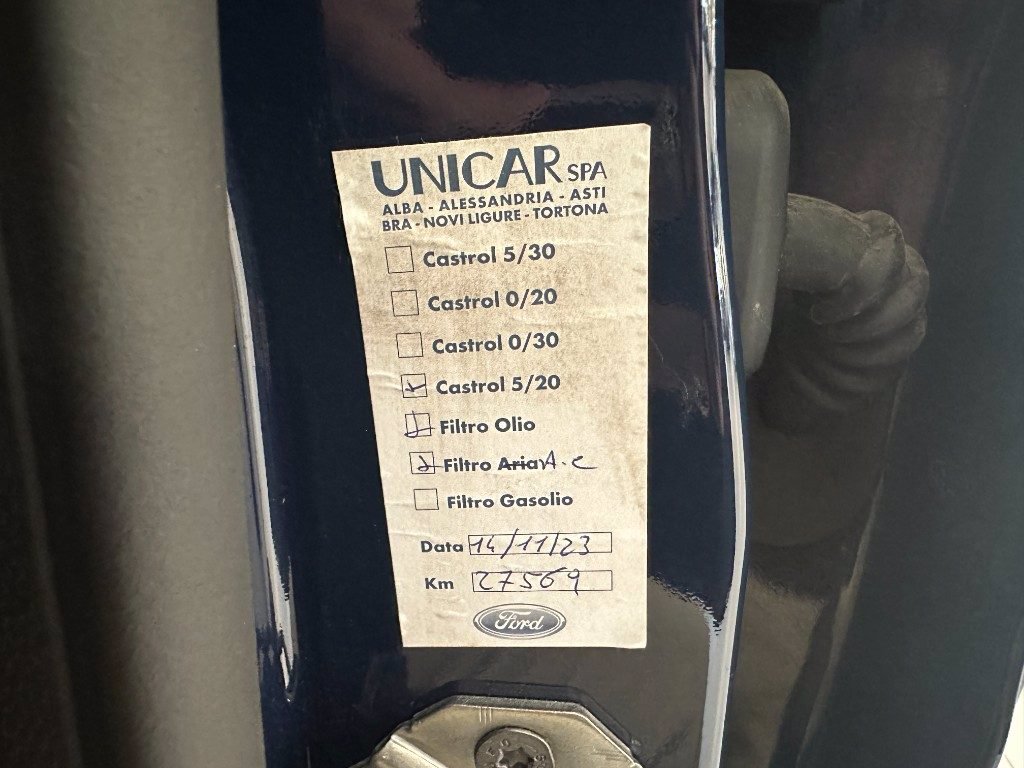 UNICAR SPA
ALBA - ALESSANDRIA - ASTI
BRA - NOVI LIGURE - TORTONA
Castrol 5/30
Castrol 0/20
Castrol 0/30
Castrol 5/20
Filtro Olio
Filtro Aria A.C
Filtro Gasolio
Data 14/11/23
Km 27569
Ford